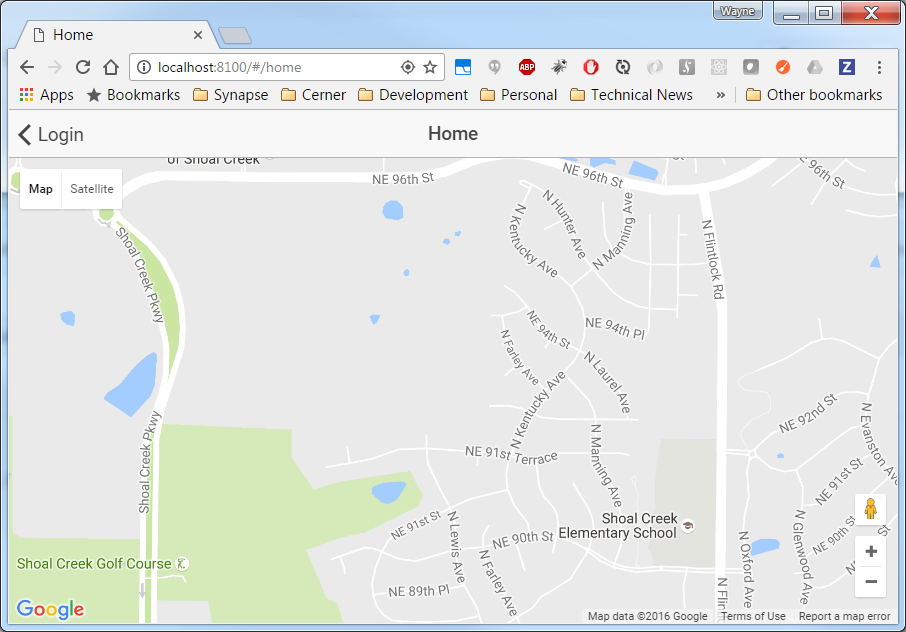 Wayne
Home
localhost:8100/#/home
ABP
Z
Apps
Bookmarks
Synapse
Cerner
Development
Personal
Technical News
»
Other bookmarks
Login
Home
of Shoal Creek
Map
Satellite
NE 96th St
NE 96th St
NE 96th St
N Hunter Ave
N Kentucky Ave
N Manning Ave
N Flintlock Rd
Shoal Creek Pkwy
NE 94th St
NE 94th Pl
N Farley Ave
N Laurel Ave
N Kentucky Ave
NE 92nd St
N Evanston Ave
Shoal Creek Pkwy
N Manning Ave
NE 91st Terrace
NE 91st St
NE 91st St
Shoal Creek
Elementary School
N Lewis Ave
NE 90th St
NE 90th St
N Oxford Ave
N Glenwood Ave
Shoal Creek Golf Course
N Farley Ave
NE 89th Pl
N Flin
+
−
Google
Map data ©2016 Google
Terms of Use
Report a map error